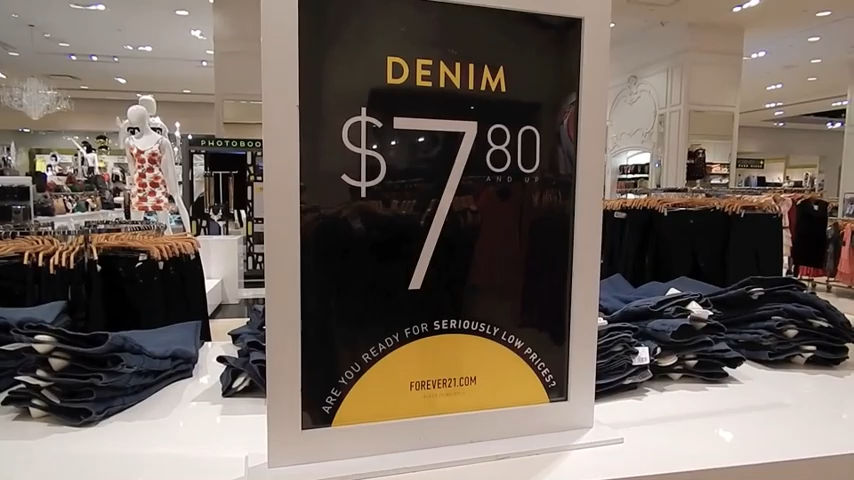 PHOTOBOO
DENIM
$7 80
AND UP
ARE YOU READY FOR SERIOUSLY LOW PRICES?
FOREVER21.COM